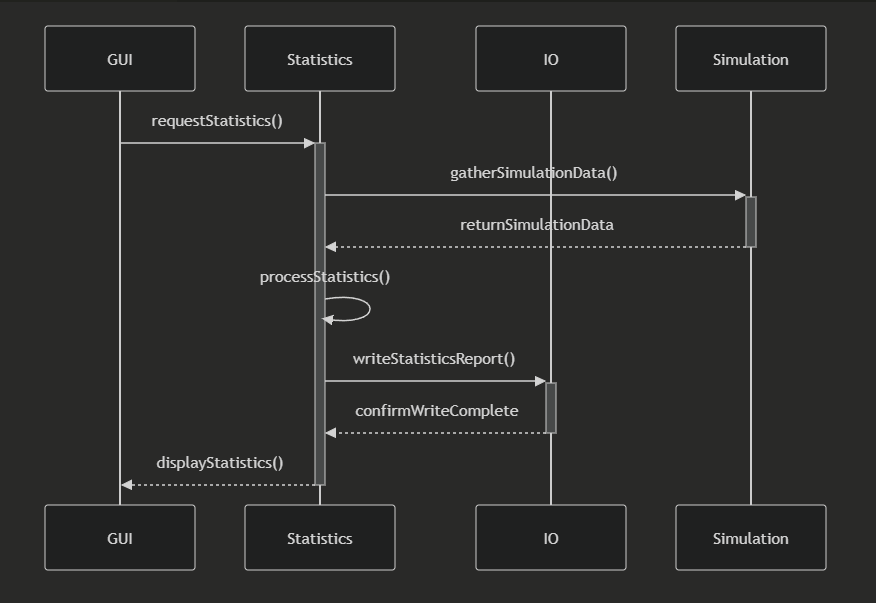 GUI
Statistics
IO
Simulation
requestStatistics()
gatherSimulationData()
returnSimulationData
processStatistics()
writeStatisticsReport()
confirmWriteComplete
displayStatistics()
GUI
Statistics
IO
Simulation